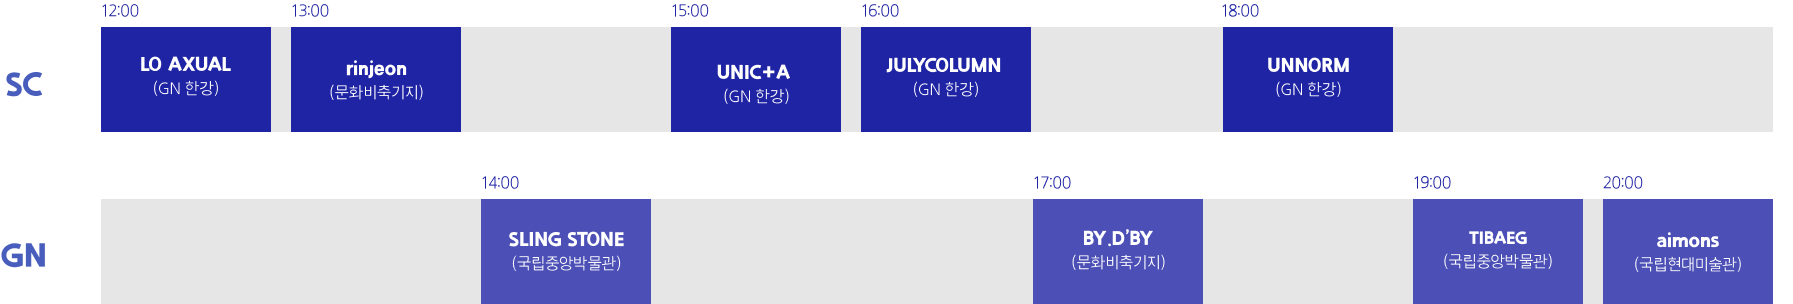 12:00
13:00
15:00
16:00
18:00
SC
LO AXUAL
(GN 한강)
rinjeon
(문화비축기지)
UNIC+A
(GN 한강)
JULYCOLUMN
(GN 한강)
UNNORM
(GN 한강)
14:00
17:00
19:00
20:00
GN
SLING STONE
(국립중앙박물관)
BY.D'BY
(문화비축기지)
TIBAEG
(국립중앙박물관)
aimons
(국립현대미술관)